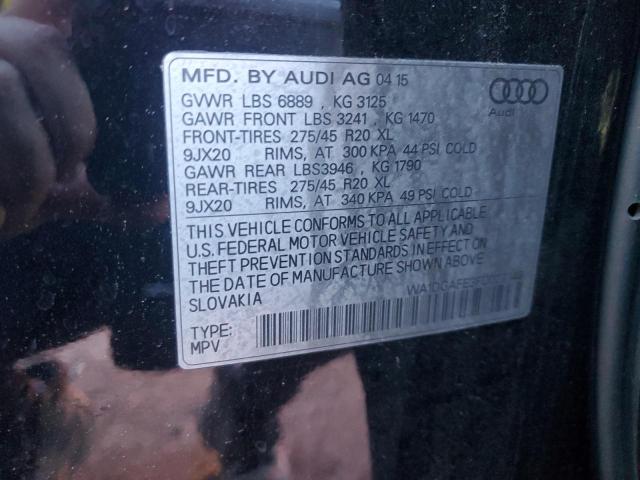 MFD. BY AUDI AG 04 15
Audi
GVWR LBS 6889 , KG 3125
GAWR FRONT LBS 3241 , KG 1470
FRONT-TIRES 275/45 R20 XL
9JX20 RIMS, AT 300 KPA 44 PSI COLD
GAWR REAR LBS3946 , KG 1790
REAR-TIRES 275/45 R20 XL
9JX20 RIMS, AT 340 KPA 49 PSI COLD
THIS VEHICLE CONFORMS TO ALL APPLICABLE
U.S. FEDERAL MOTOR VEHICLE SAFETY AND
THEFT PREVENTION STANDARDS IN EFFECT ON
THE DATE OF MANUFACTURE SHOWN ABOVE
SLOVAKIA
TYPE:
MPV